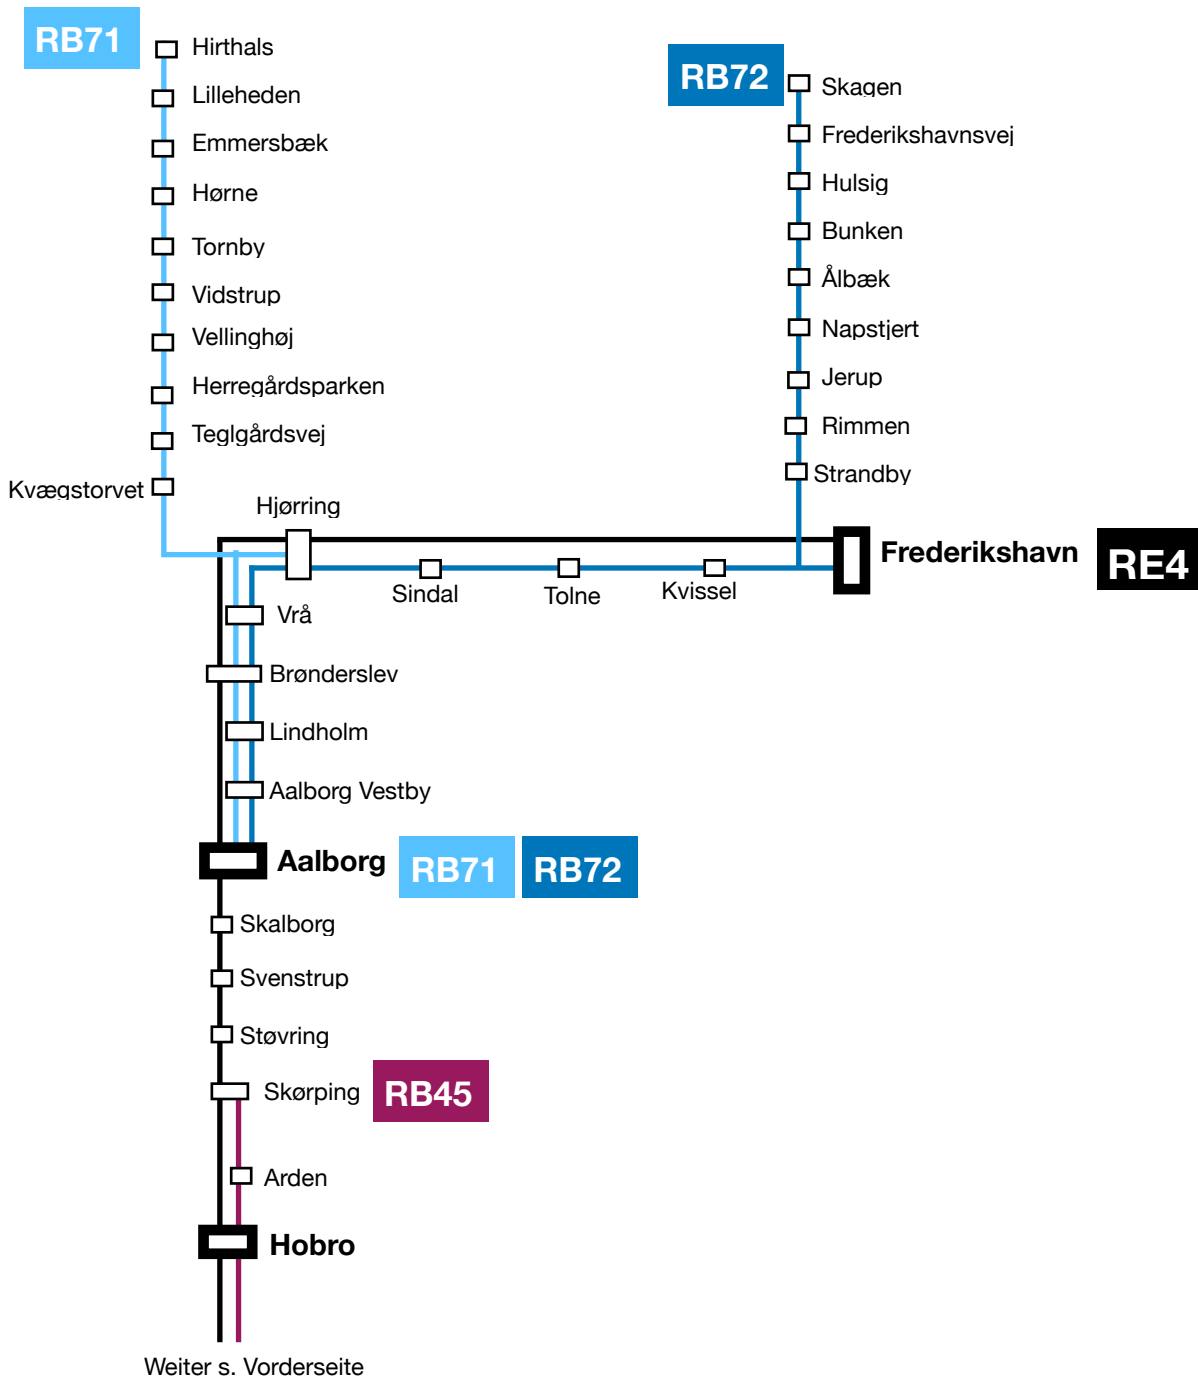 RB71
Hirthals
Lilleheden
Emmersbæk
Hørne
Tornby
Vidstrup
Vellinghøj
Herregårdsparken
Teglgårdsvej
Kvægstorvet
RB72
Skagen
Frederikshavnsvej
Hulsig
Bunken
Ålbæk
Napstjert
Jerup
Rimmen
Strandby
Hjørring
Frederikshavn
RE4
Sindal
Tolne
Kvissel
Vrå
Brønderslev
Lindholm
Aalborg Vestby
Aalborg
RB71
RB72
Skalborg
Svenstrup
Støvring
Skørping
RB45
Arden
Hobro
Weiter s. Vorderseite